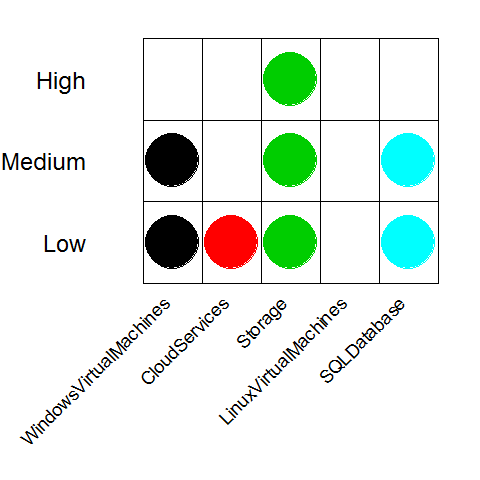 High
Medium
Low
WindowsVirtualMachines
CloudServices
Storage
LinuxVirtualMachines
SQLDatabase